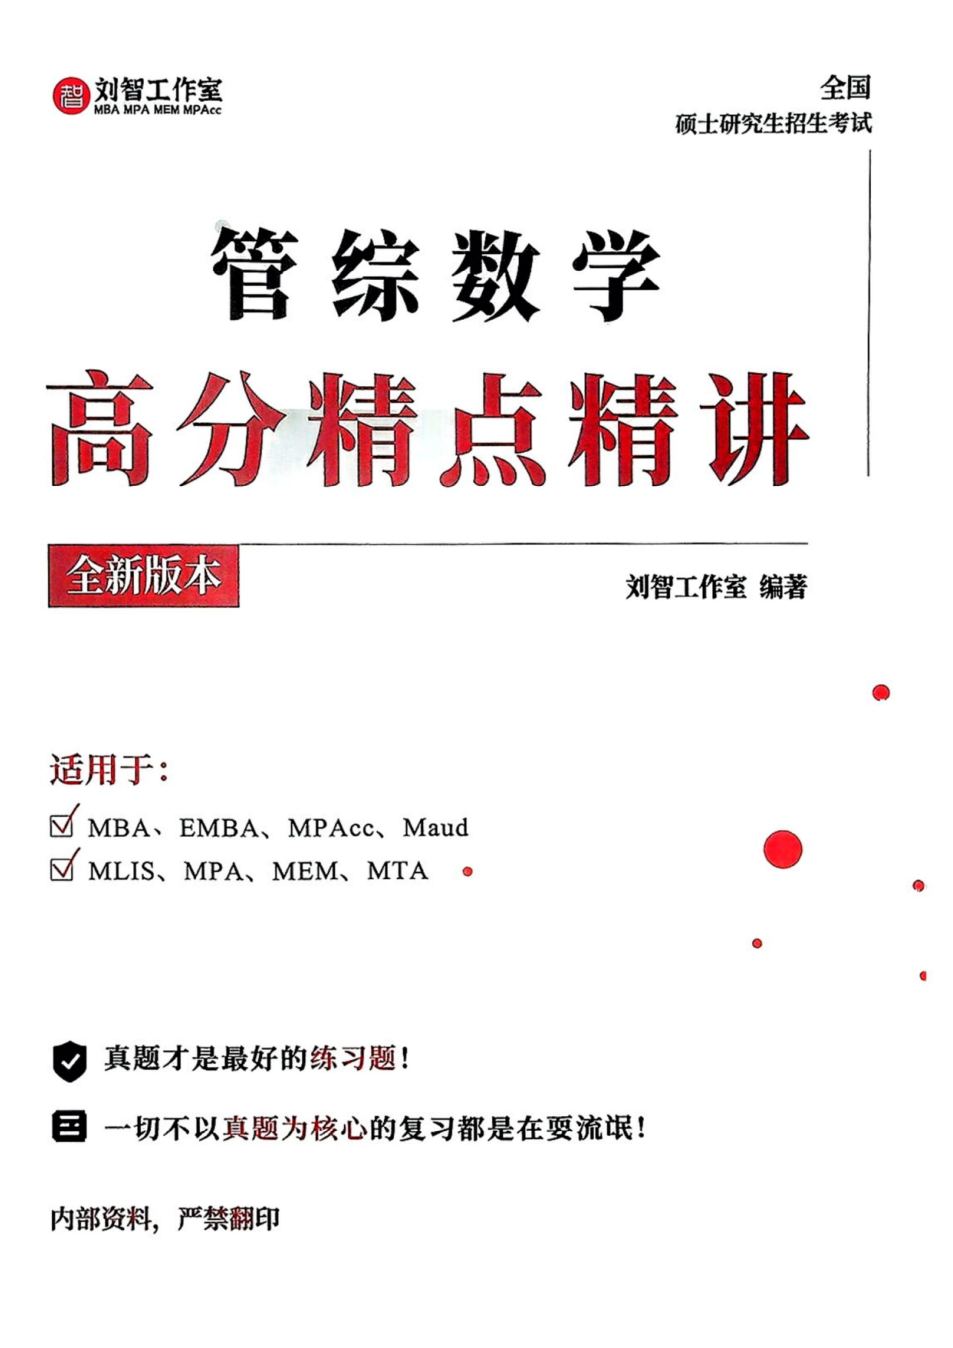 智
刘智工作室
MBA MPA MEM MPAcc
全国
硕士研究生招生考试
管综数学
高分精点精讲
全新版本
刘智工作室 编著
适用于：
MBA、EMBA、MPAcc、Maud
MLIS、MPA、MEM、MTA
真题才是最好的练习题！
一切不以真题为核心的复习都是在耍流氓！
内部资料，严禁翻印